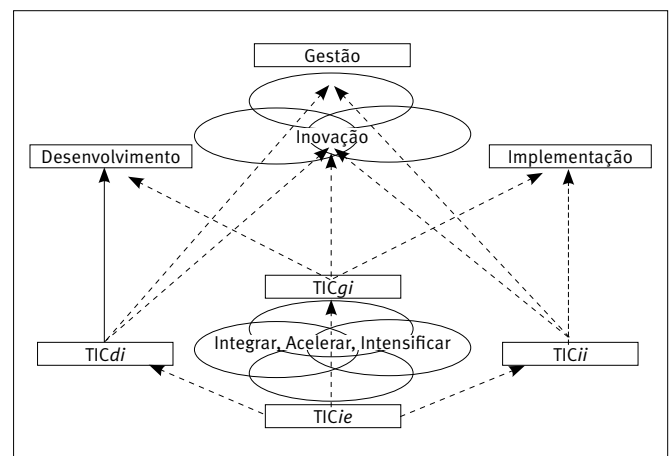 Gestão
Inovação
Desenvolvimento
Implementação
TICgi
Integrar, Acelerar, Intensificar
TICdi
TICii
TICie